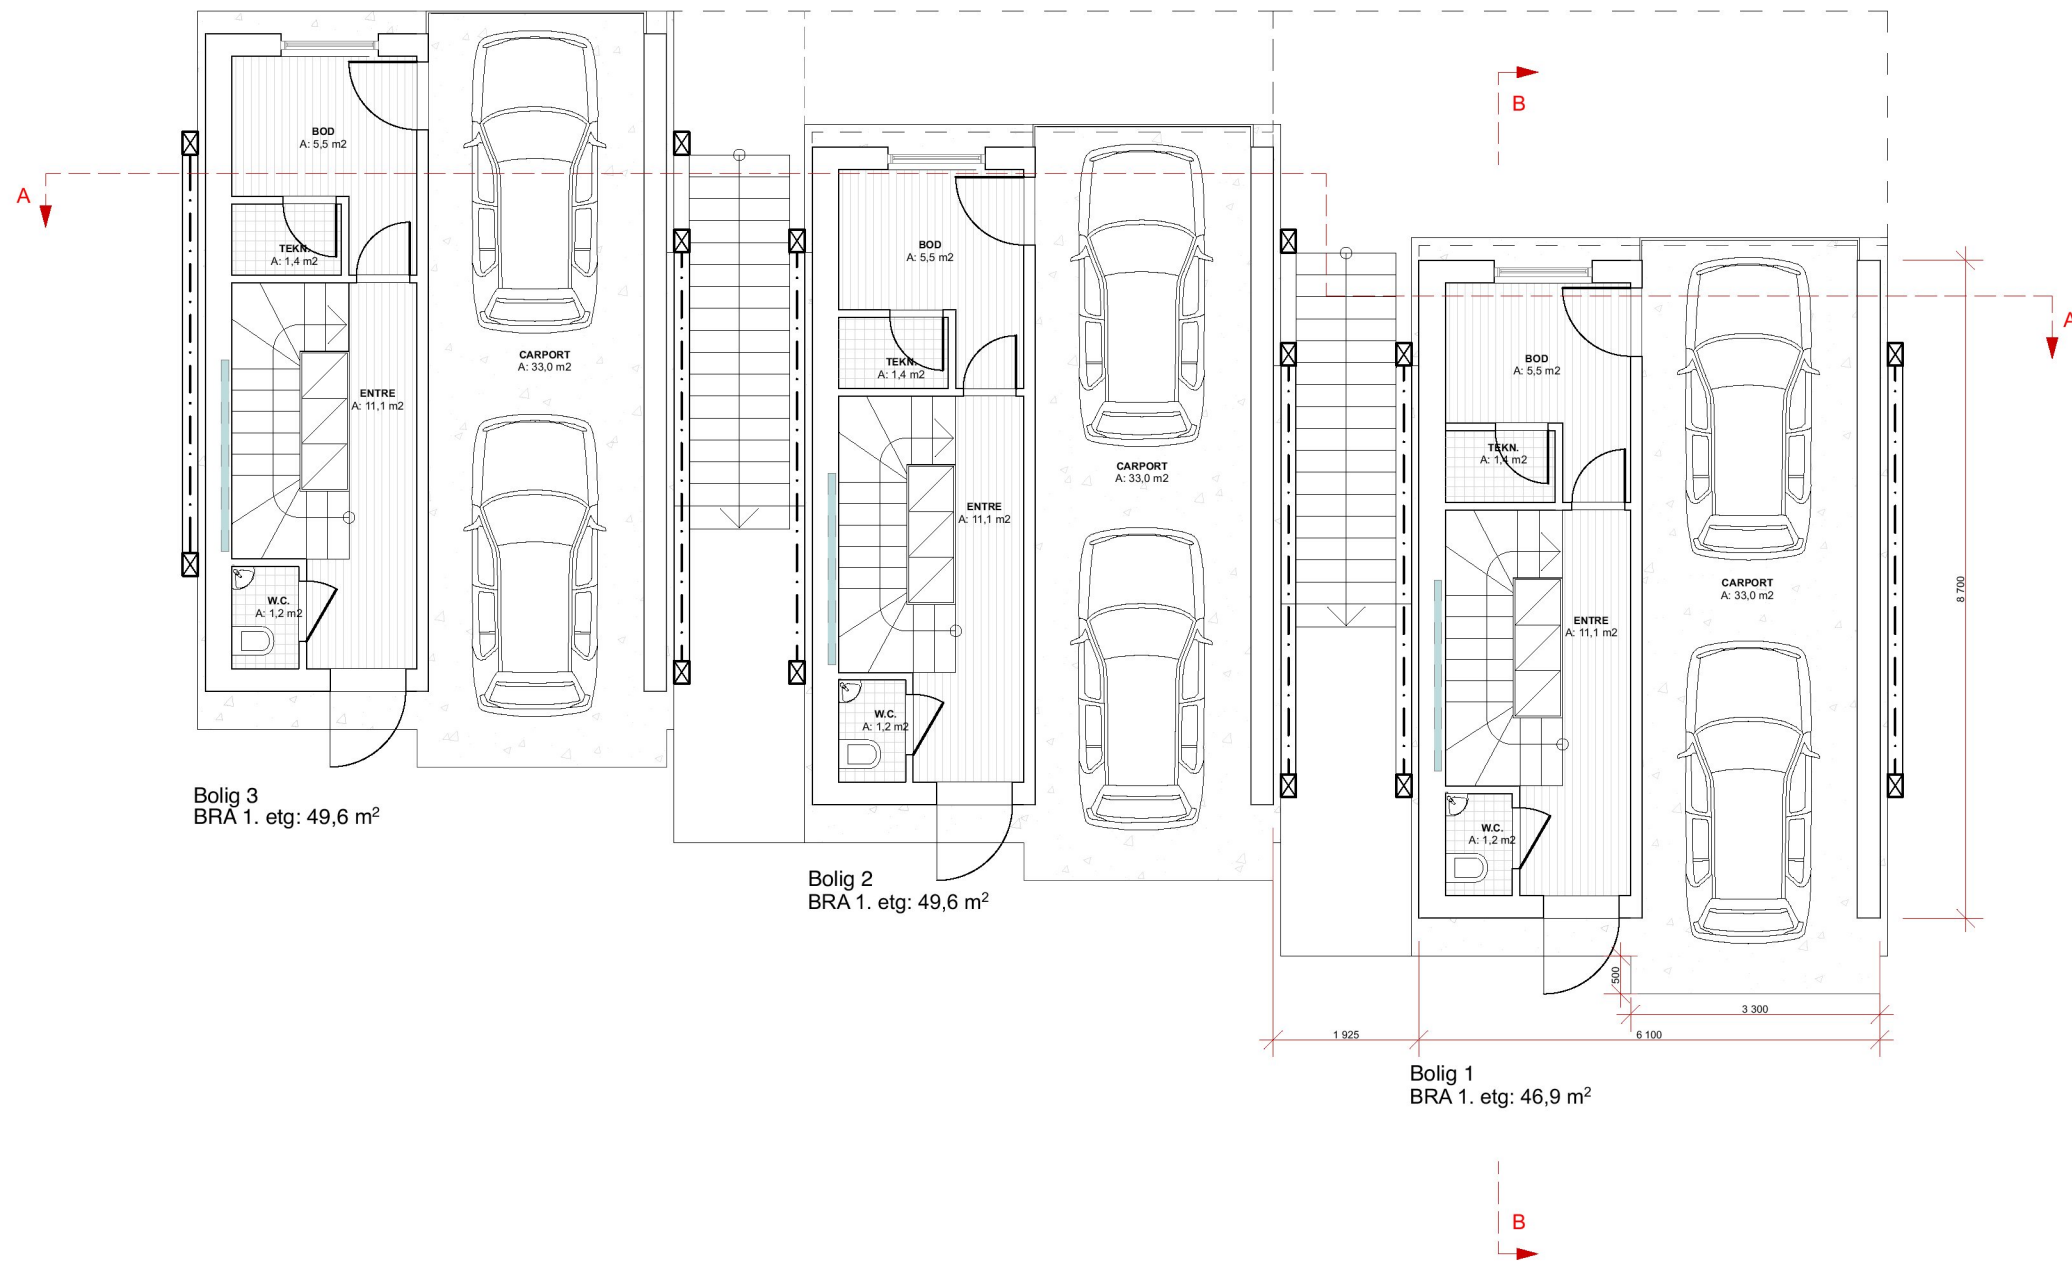 B
A
BOD
A: 5,5 m2
TEKN.
A: 1,4 m2
CARPORT
A: 33,0 m2
ENTRE
A: 11,1 m2
W.C.
A: 1,2 m2
Bolig 3
BRA 1. etg: 49,6 m²
BOD
A: 5,5 m2
TEKN.
A: 1,4 m2
CARPORT
A: 33,0 m2
ENTRE
A: 11,1 m2
W.C.
A: 1,2 m2
Bolig 2
BRA 1. etg: 49,6 m²
A
BOD
A: 5,5 m2
TEKN.
A: 1,4 m2
CARPORT
A: 33,0 m2
ENTRE
A: 11,1 m2
W.C.
A: 1,2 m2
8 700
500
3 300
1 925
6 100
Bolig 1
BRA 1. etg: 46,9 m²
B